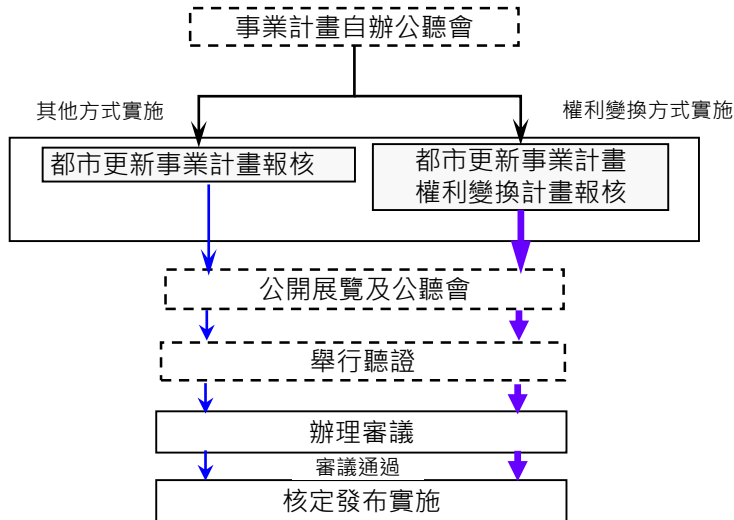 事業計畫自辦公聽會
其他方式實施
權利變換方式實施
都市更新事業計畫報核
都市更新事業計畫
權利變換計畫報核
公開展覽及公聽會
舉行聽證
辦理審議
審議通過
核定發布實施